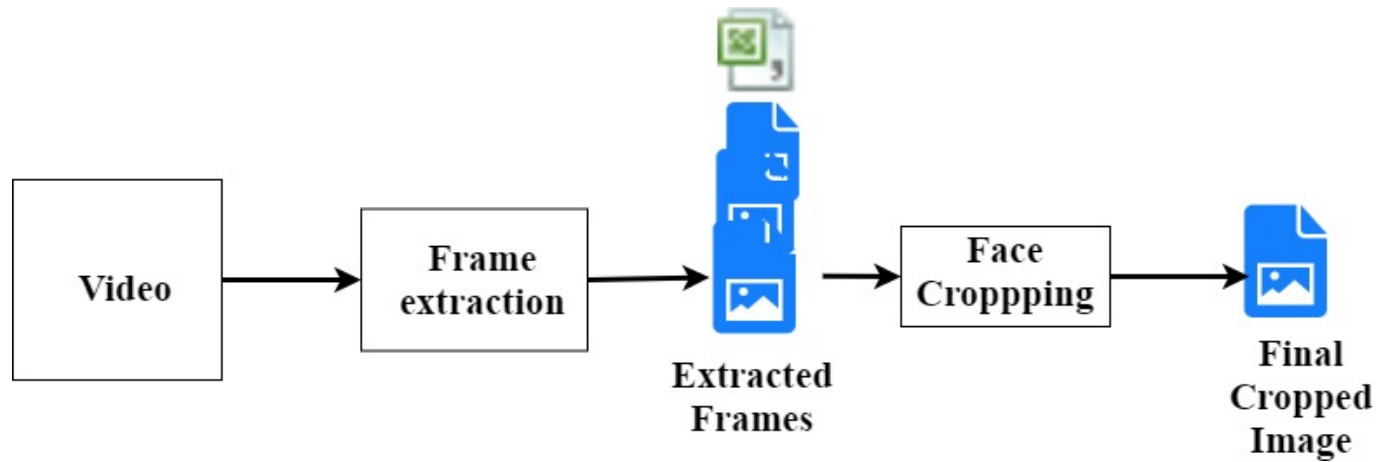 Video
Frame
extraction
Extracted
Frames
Face
Croppping
Final
Cropped
Image